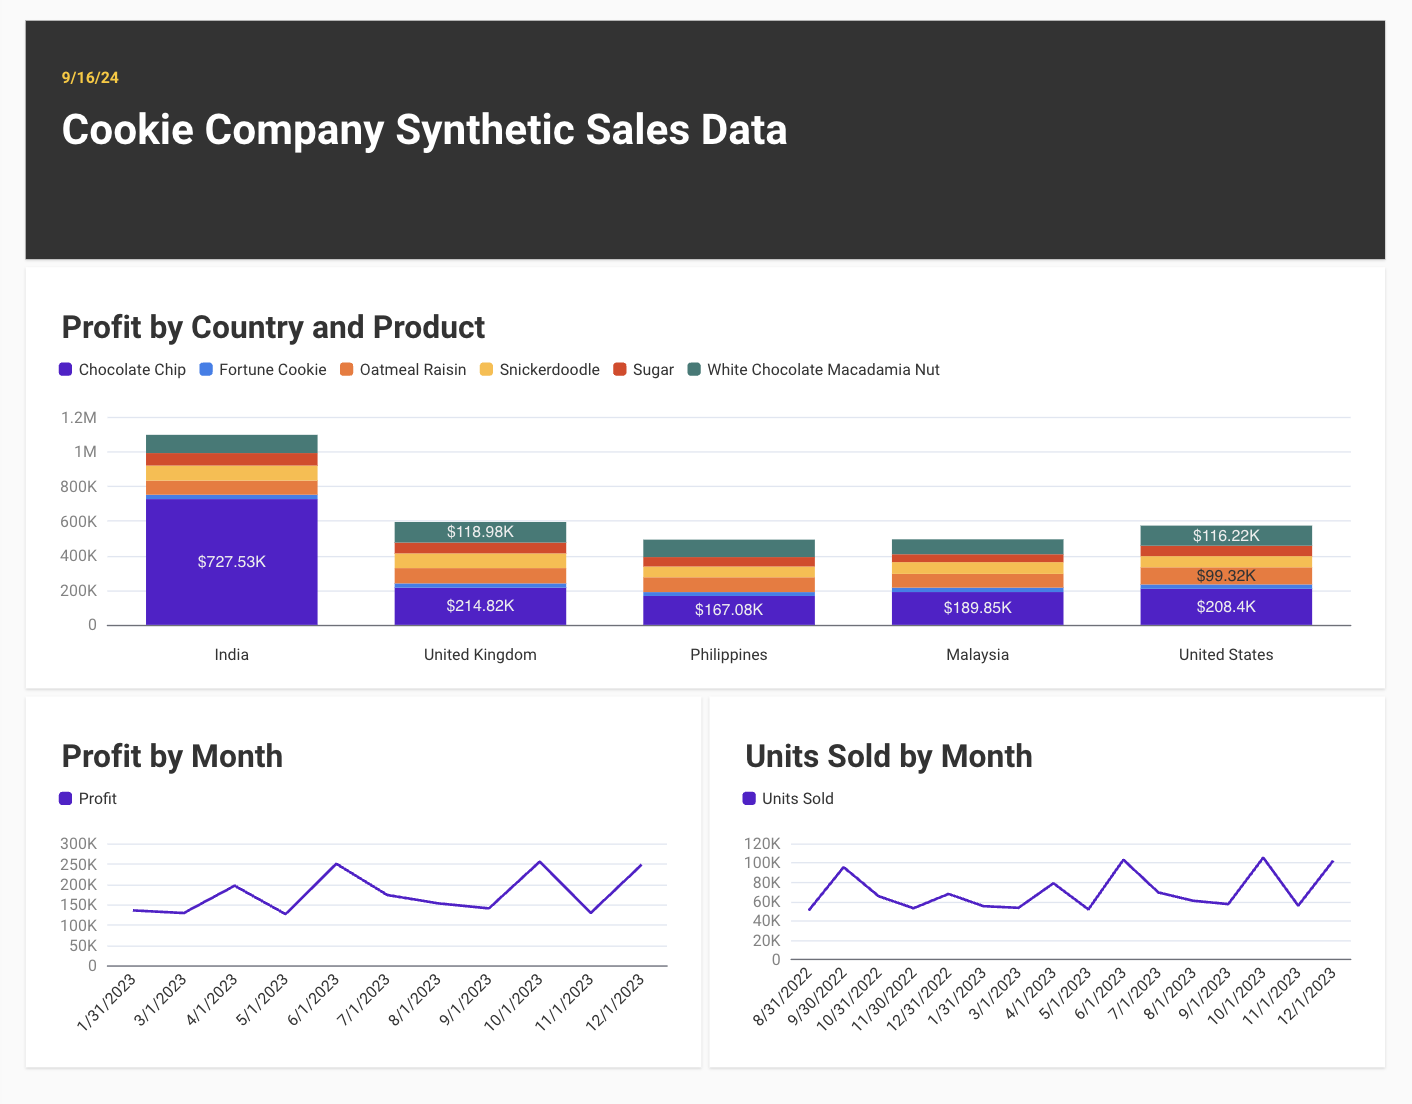 9/16/24
Cookie Company Synthetic Sales Data
Profit by Country and Product
Chocolate Chip Fortune Cookie Oatmeal Raisin Snickerdoodle Sugar White Chocolate Macadamia Nut
1.2M
1M
800K
600K
400K
200K
0
$727.53K
$118.98K
$214.82K
$167.08K
$189.85K
$116.22K
$99.32K
$208.4K
India United Kingdom Philippines Malaysia United States
Profit by Month
Profit
300K
250K
200K
150K
100K
50K
0
1/31/2023 3/1/2023 4/1/2023 5/1/2023 6/1/2023 7/1/2023 8/1/2023 9/1/2023 10/1/2023 11/1/2023 12/1/2023
Units Sold by Month
Units Sold
120K
100K
80K
60K
40K
20K
0
8/31/2022 9/30/2022 10/31/2022 11/30/2022 12/31/2022 1/31/2023 3/1/2023 4/1/2023 5/1/2023 6/1/2023 7/1/2023 8/1/2023 9/1/2023 10/1/2023 11/1/2023 12/1/2023